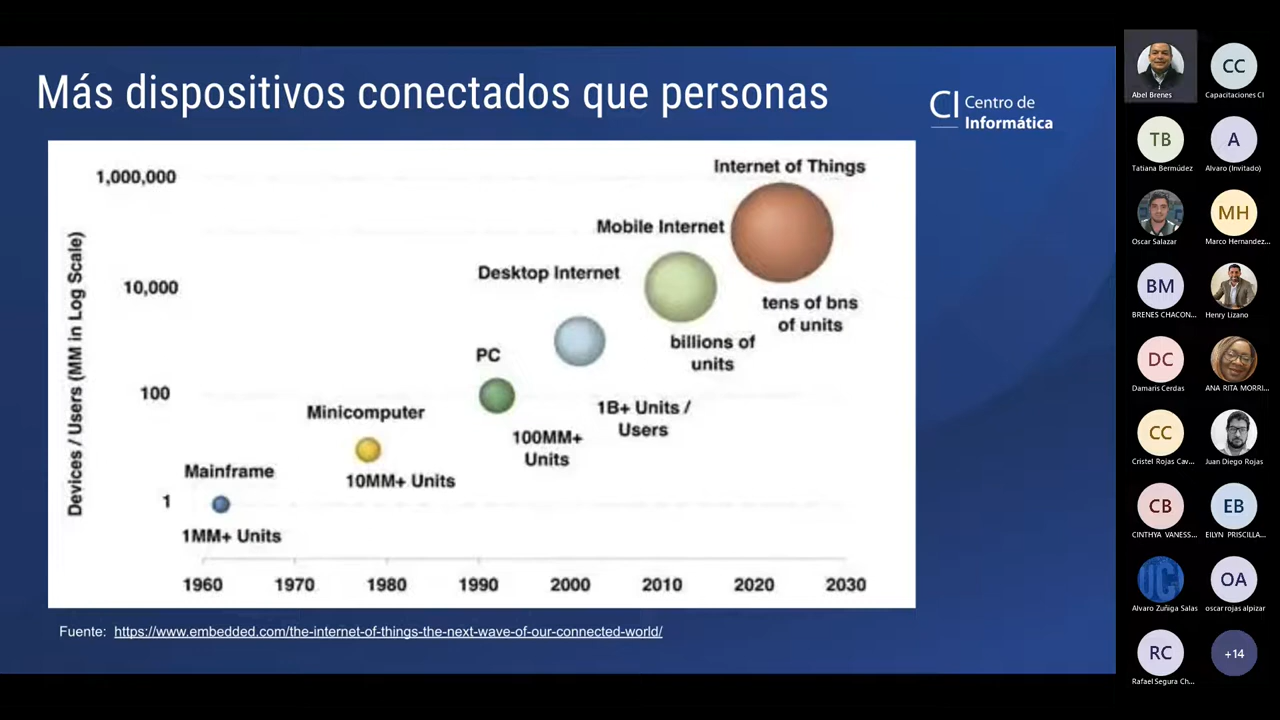 Más dispositivos conectados que personas
CI Centro de
Informática
Devices / Users (MM in Log Scale)
1,000,000
10,000
100
1
Internet of Things
Mobile Internet
Desktop Internet
tens of bns
of units
billions of
units
PC
1B+ Units /
Users
Minicomputer
100MM+
Units
10MM+ Units
Mainframe
1MM+ Units
1960 1970 1980 1990 2000 2010 2020 2030
Fuente: https://www.embedded.com/the-internet-of-things-the-next-wave-of-our-connected-world/
CC
Abel Brenes
Capacitaciones CI
TB
A
Tatiana Bermúdez
Alvaro (Invitado)
MH
Oscar Salazar
Marco Hernandez...
BM
BRENES CHACON...
Henry Lizano
DC
Damaris Cerdas
ANA RITA MORRI...
CC
Cristel Rojas Cav...
Juan Diego Rojas
CB
EB
CINTHYA VANESS...
EILYN PRISCILLA...
UC
OA
Alvaro Zuñiga Salas
oscar rojas alpizar
RC
+14
Rafael Segura Ch...